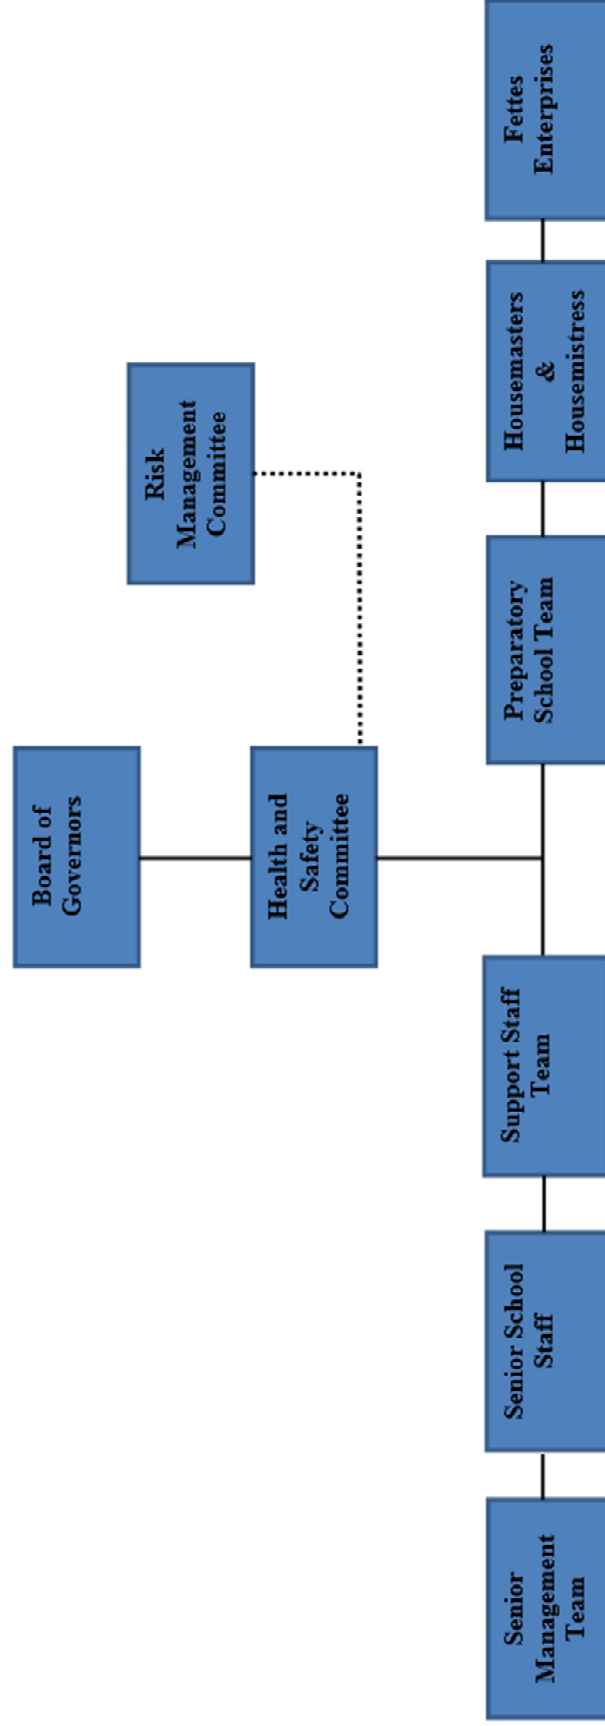 Board of
Governors
Risk
Management
Committee
Health and
Safety
Committee
Senior
Management
Team
Senior School
Staff
Support Staff
Team
Preparatory
School Team
Housemasters
&
Housemistress
Fettes
Enterprises